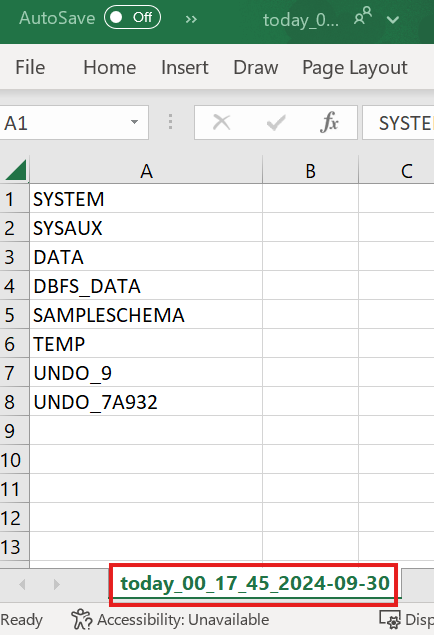 AutoSave Off » today_0...
File Home Insert Draw Page Layout
A1 fx SYSTE
A B C
1 SYSTEM
2 SYSAUX
3 DATA
4 DBFS_DATA
5 SAMPLESCHEMA
6 TEMP
7 UNDO_9
8 UNDO_7A932
9
10
11
12
13
today_00_17_45_2024-09-30
Ready Accessibility: Unavailable Disp